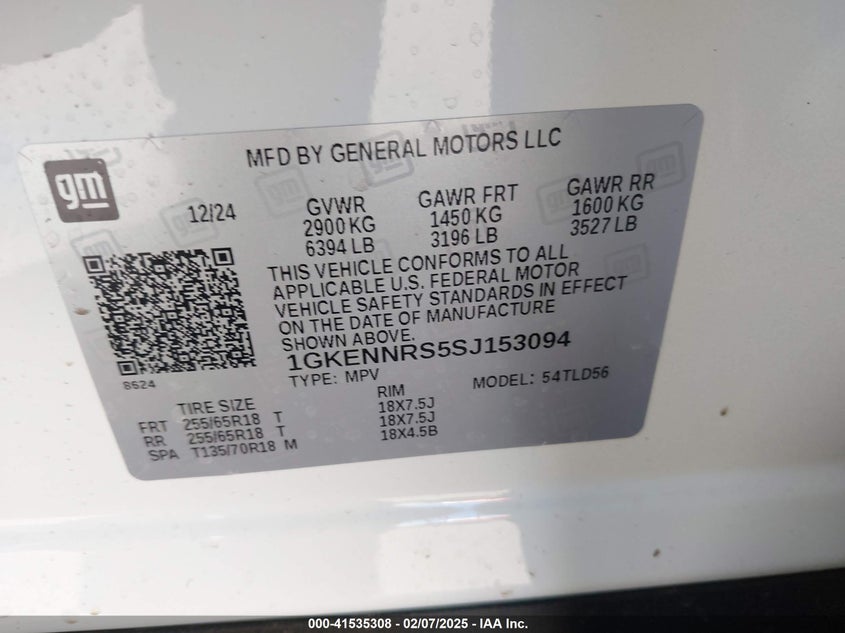 gm
MFD BY GENERAL MOTORS LLC
12/24
GVWR
2900 KG
6394 LB
GAWR FRT
1450 KG
3196 LB
GAWR RR
1600 KG
3527 LB
THIS VEHICLE CONFORMS TO ALL
APPLICABLE U.S. FEDERAL MOTOR
VEHICLE SAFETY STANDARDS IN EFFECT
ON THE DATE OF MANUFACTURE
SHOWN ABOVE.
1GKENNRS5SJ153094
TYPE: MPV
MODEL: 54TLD56
8524
TIRE SIZE RIM
FRT 255/65R18 T 18X7.5J
RR 255/65R18 T 18X7.5J
SPA T135/70R18 M 18X4.5B
000-41535308 - 02/07/2025 - IAA Inc.